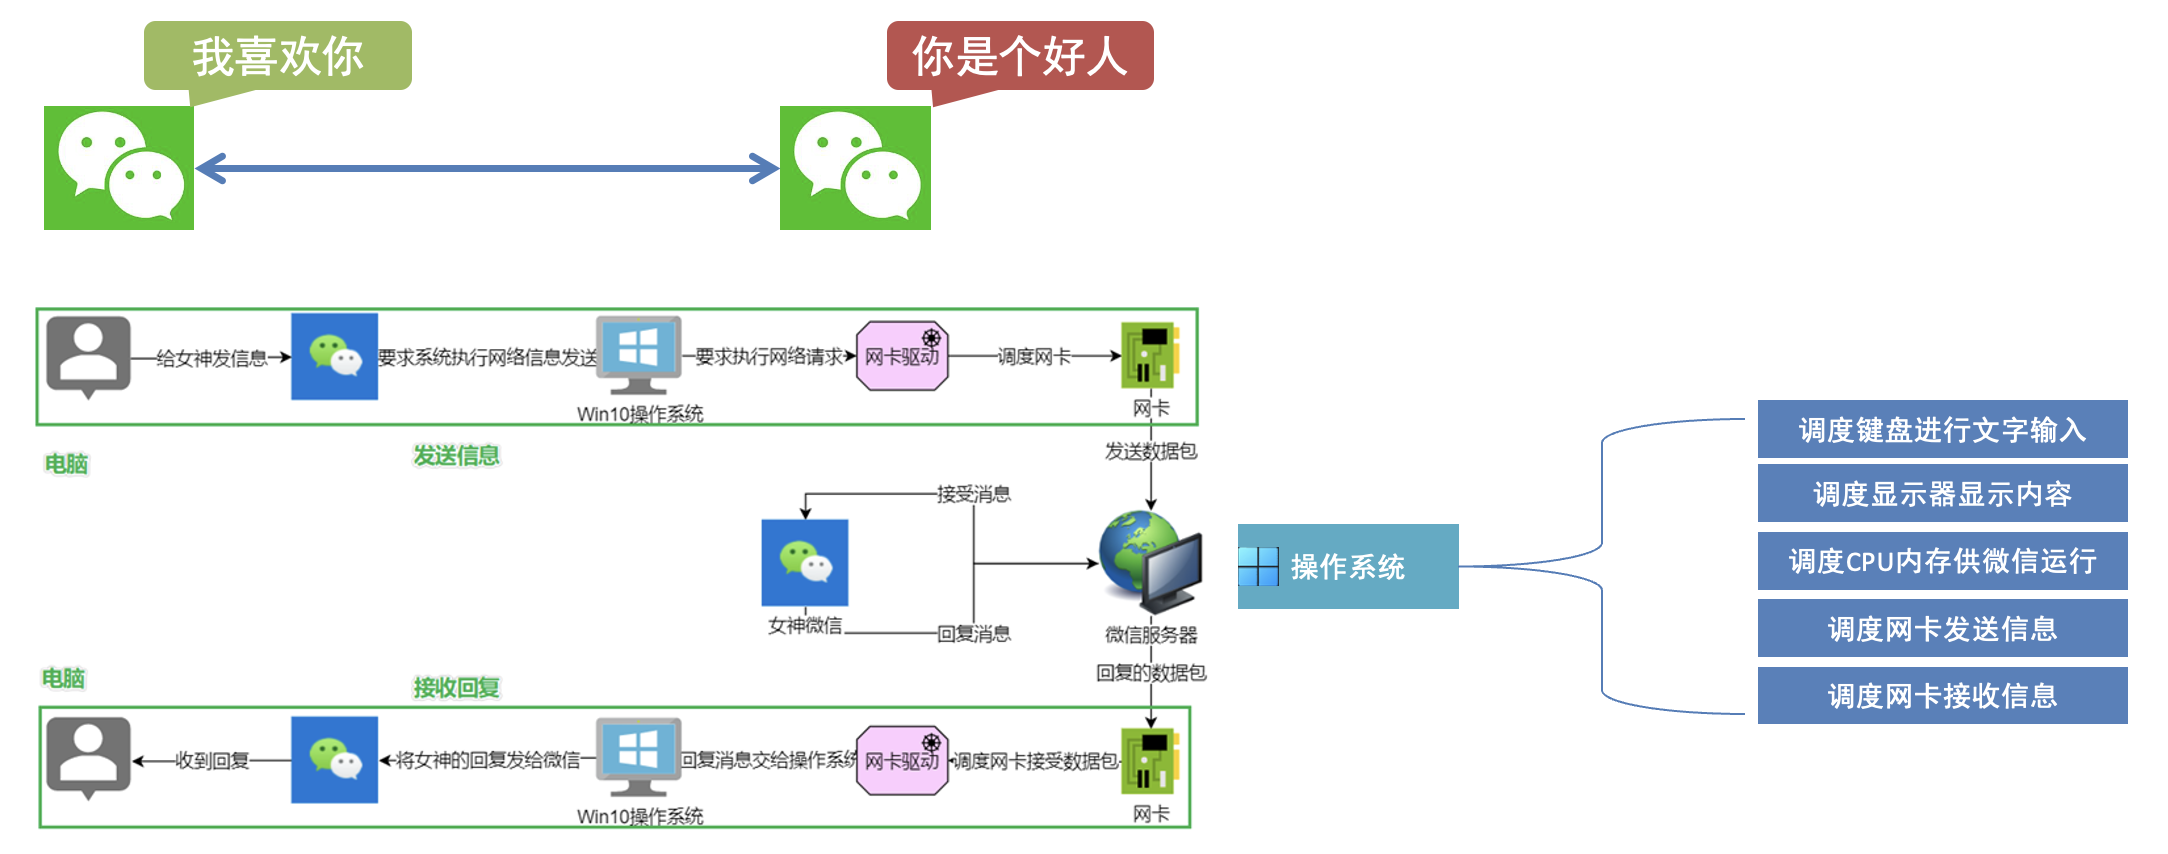 我喜欢你
你是个好人
给女神发信息
要求系统执行网络信息发送
要求执行网络请求
网卡驱动
调度网卡
Win10操作系统
网卡
电脑
发送信息
发送数据包
接受消息
女神微信
回复消息
微信服务器
回复的数据包
电脑
接收回复
收到回复
将女神的回复发给微信
回复消息交给操作系统
网卡驱动
调度网卡接受数据包
Win10操作系统
网卡
操作系统
调度键盘进行文字输入
调度显示器显示内容
调度CPU内存供微信运行
调度网卡发送信息
调度网卡接收信息